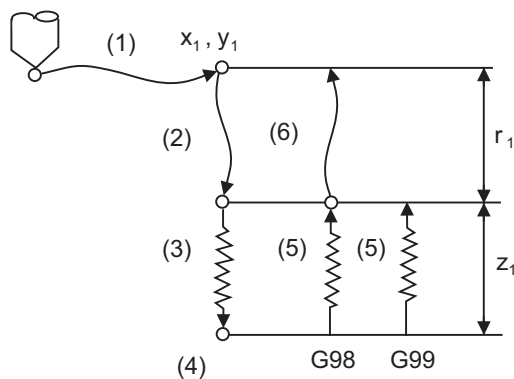 (1)
x₁ , y₁
(2)
(6)
r₁
(3)
(5)
(5)
z₁
(4)
G98
G99